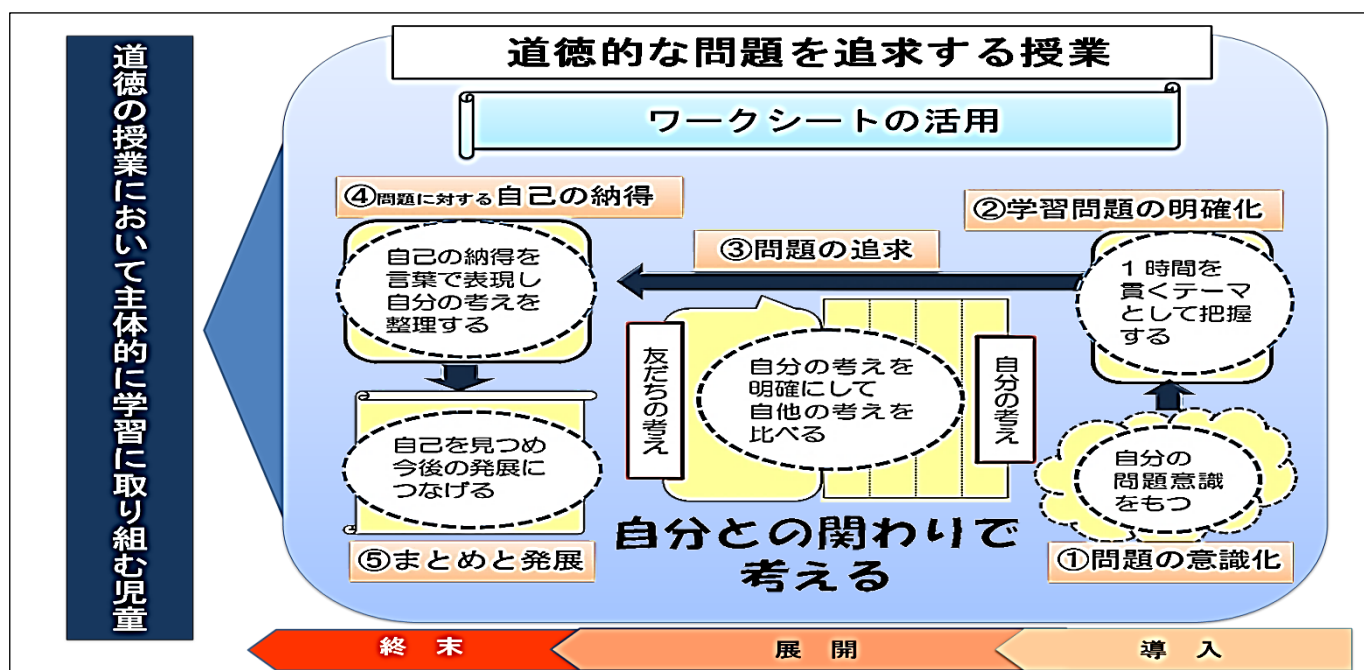 道徳の授業において主体的に学習に取り組む児童
道徳的な問題を追求する授業
ワークシートの活用
④問題に対する自己の納得
自己の納得を
言葉で表現し
自分の考えを
整理する
②学習問題の明確化
1時間を
貫くテーマ
として把握
する
③問題の追求
友だちの考え
自分の考えを
明確にして
自他の考えを
比べる
自分の考え
自己を見つめ
今後の発展に
つなげる
自分の
問題意識
をもつ
⑤まとめと発展
自分との関わりで
考える
①問題の意識化
終末
展開
導入